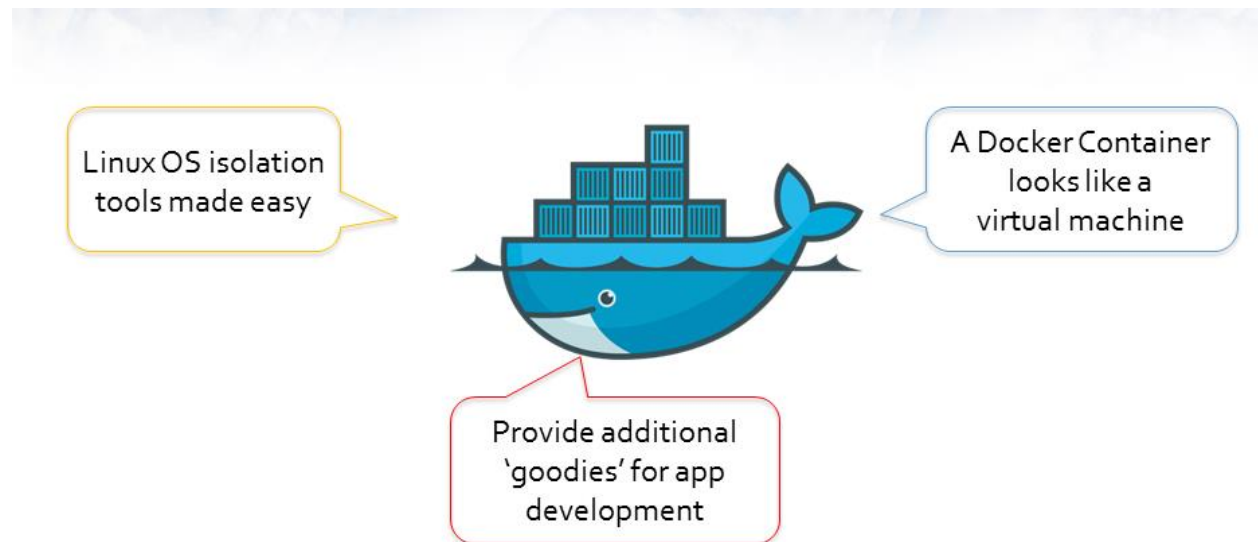 Linux OS isolation
tools made easy
A Docker Container
looks like a
virtual machine
Provide additional
‘goodies’ for app
development